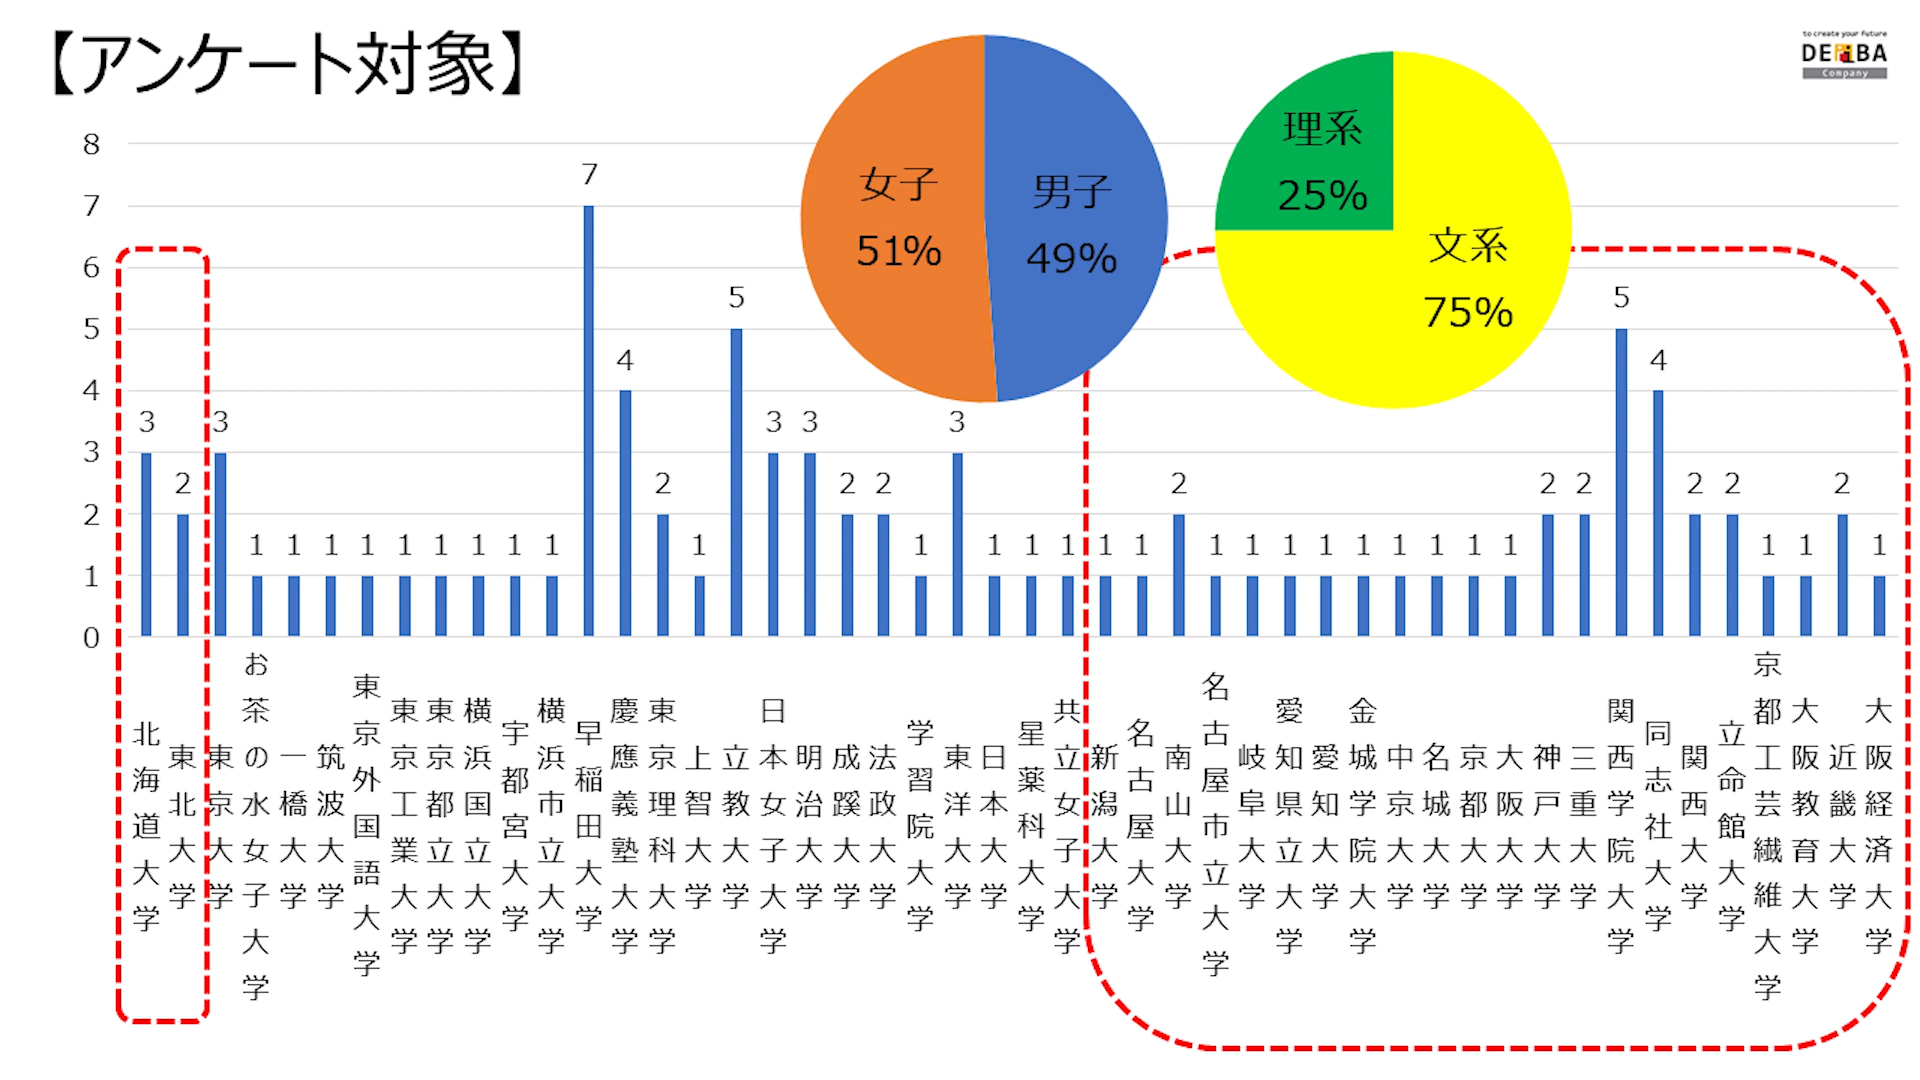 【アンケート対象】
to create your future
DEiBA
Company
女子
51%
男子
49%
理系
25%
文系
75%
8
7
6
5
4
3
2
1
0
3
2
3
1
1
1
1
1
1
1
1
1
7
4
2
1
5
3
3
2
2
1
3
1
1
1
1
1
2
1
1
1
1
1
1
1
1
1
2
2
5
4
2
2
1
1
2
1
北海道大学
東北大学
東京大学
お茶の水女子大学
一橋大学
筑波大学
東京外国語大学
東京工業大学
東京都立大学
横浜国立大学
宇都宮大学
横浜市立大学
早稲田大学
慶應義塾大学
東京理科大学
上智大学
立教大学
日本女子大学
明治大学
成蹊大学
法政大学
学習院大学
東洋大学
日本大学
星薬科大学
共立女子大学
新潟大学
名古屋大学
南山大学
名古屋市立大学
岐阜大学
愛知県立大学
愛知大学
金城学院大学
中京大学
名城大学
京都大学
大阪大学
神戸大学
三重大学
関西学院大学
同志社大学
関西大学
立命館大学
京都工芸繊維大学
大阪教育大学
近畿大学
大阪経済大学